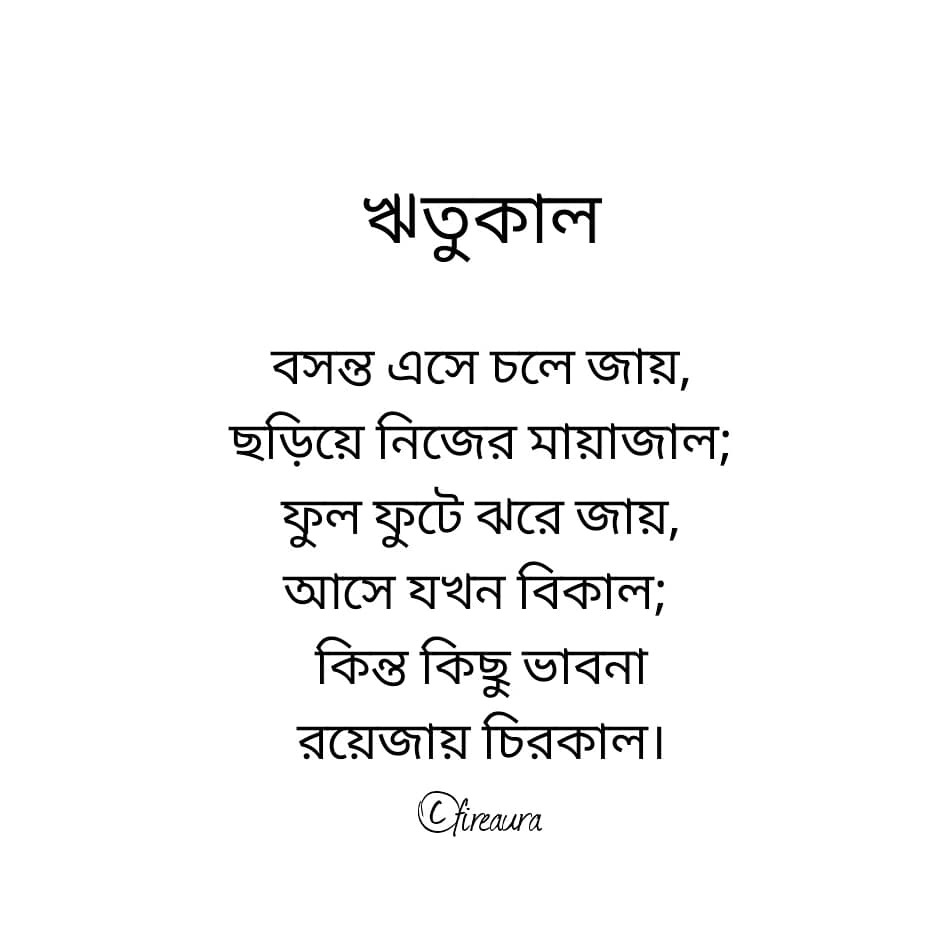 ঋতুকাল
বসন্ত এসে চলে জায়,
ছড়িয়ে নিজের মায়াজাল;
ফুল ফুটে ঝরে জায়,
আসে যখন বিকাল;
কিন্ত কিছু ভাবনা
রয়েজায় চিরকাল।
©fireaura